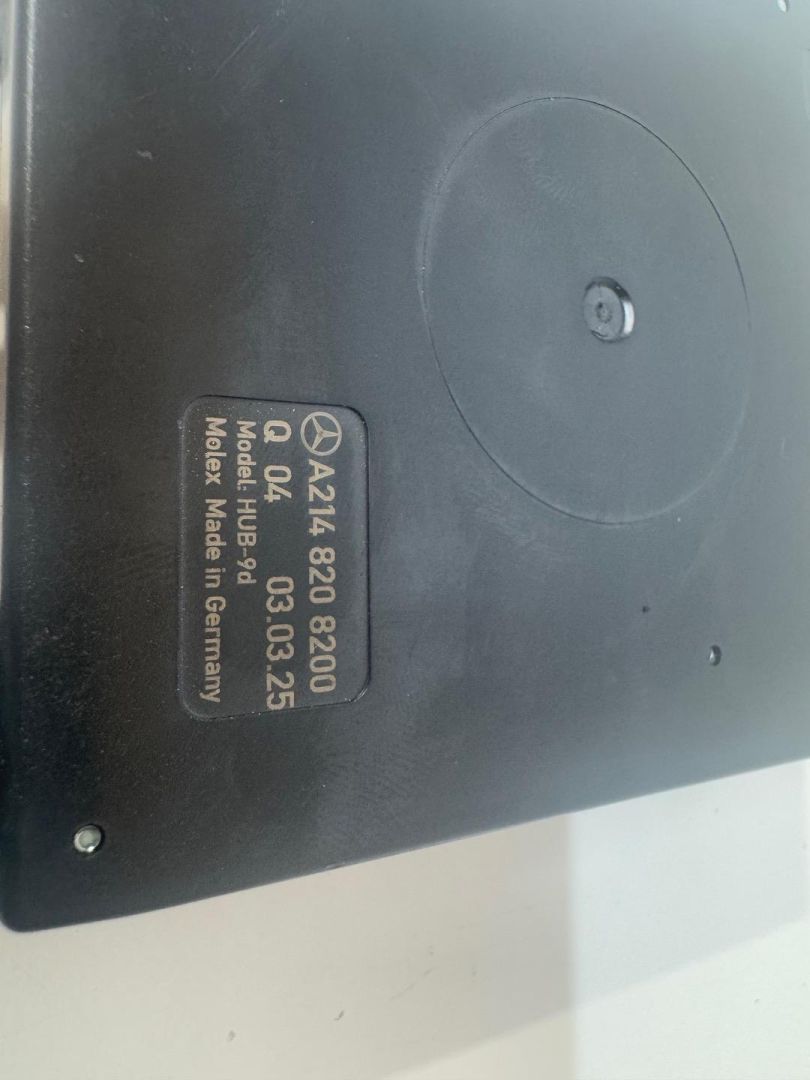 A214 820 8200
Q 04 03.03.25
Model: HUB-9d
Molex Made in Germany